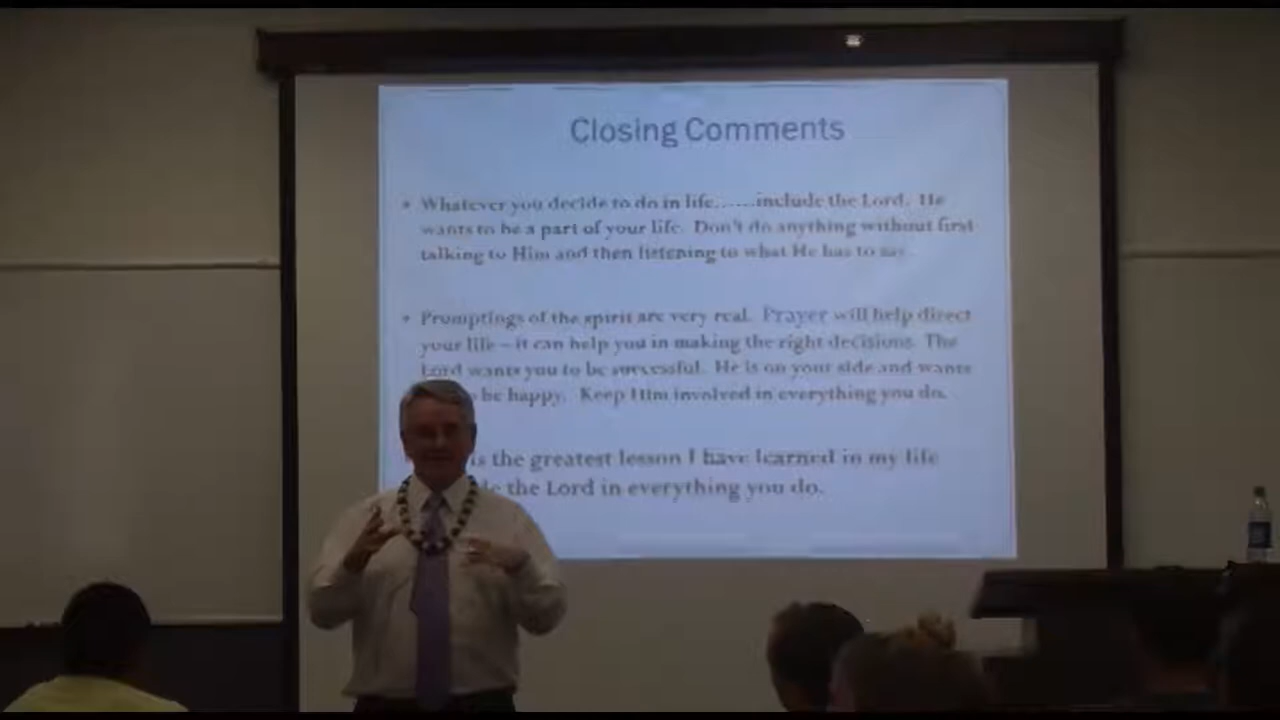 Closing Comments
• Whatever you decide to do in life......include the Lord. He
wants to be a part of your life. Don't do anything without first
talking to Him and then listening to what He has to say.
• Promptings of the spirit are very real. Prayer will help direct
your life – it can help you in making the right decisions. The
Lord wants you to be successful. He is on your side and wants
be happy. Keep Him involved in everything you do.
is the greatest lesson I have learned in my life
the Lord in everything you do.